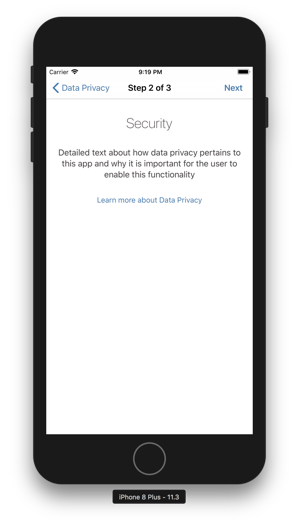 Carrier 9:19 PM
Data Privacy Step 2 of 3 Next
Security
Detailed text about how data privacy pertains to
this app and why it is important for the user to
enable this functionality
Learn more about Data Privacy
iPhone 8 Plus - 11.3